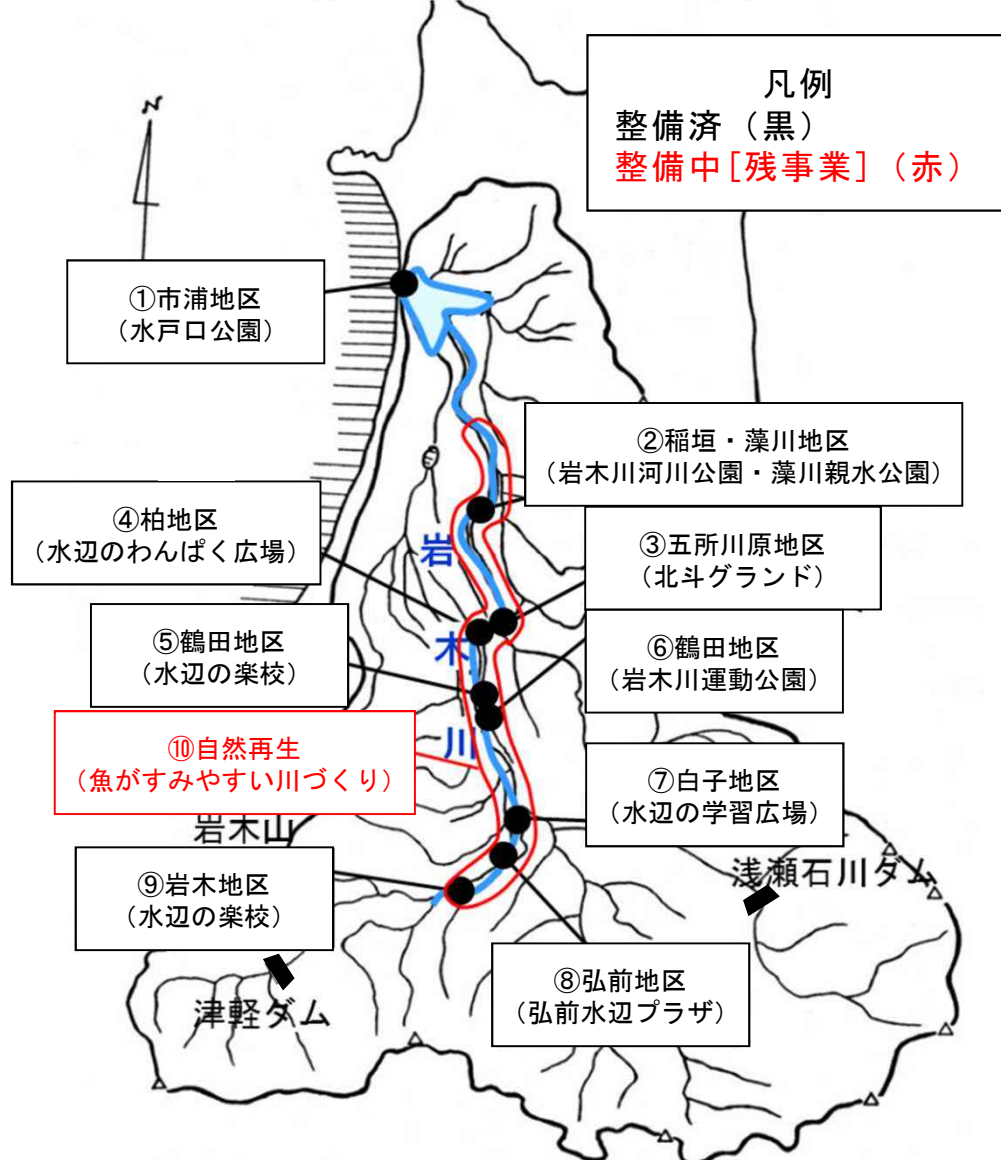 N
凡例
整備済（黒）
整備中[残事業]（赤）
①市浦地区
（水戸口公園）
②稲垣・藻川地区
（岩木川河川公園・藻川親水公園）
④柏地区
（水辺のわんぱく広場）
③五所川原地区
（北斗グランド）
⑤鶴田地区
（水辺の楽校）
⑥鶴田地区
（岩木川運動公園）
岩
木
川
⑩自然再生
（魚がすみやすい川づくり）
⑦白子地区
（水辺の学習広場）
岩木山
⑨岩木地区
（水辺の楽校）
浅瀬石川ダム
⑧弘前地区
（弘前水辺プラザ）
津軽ダム